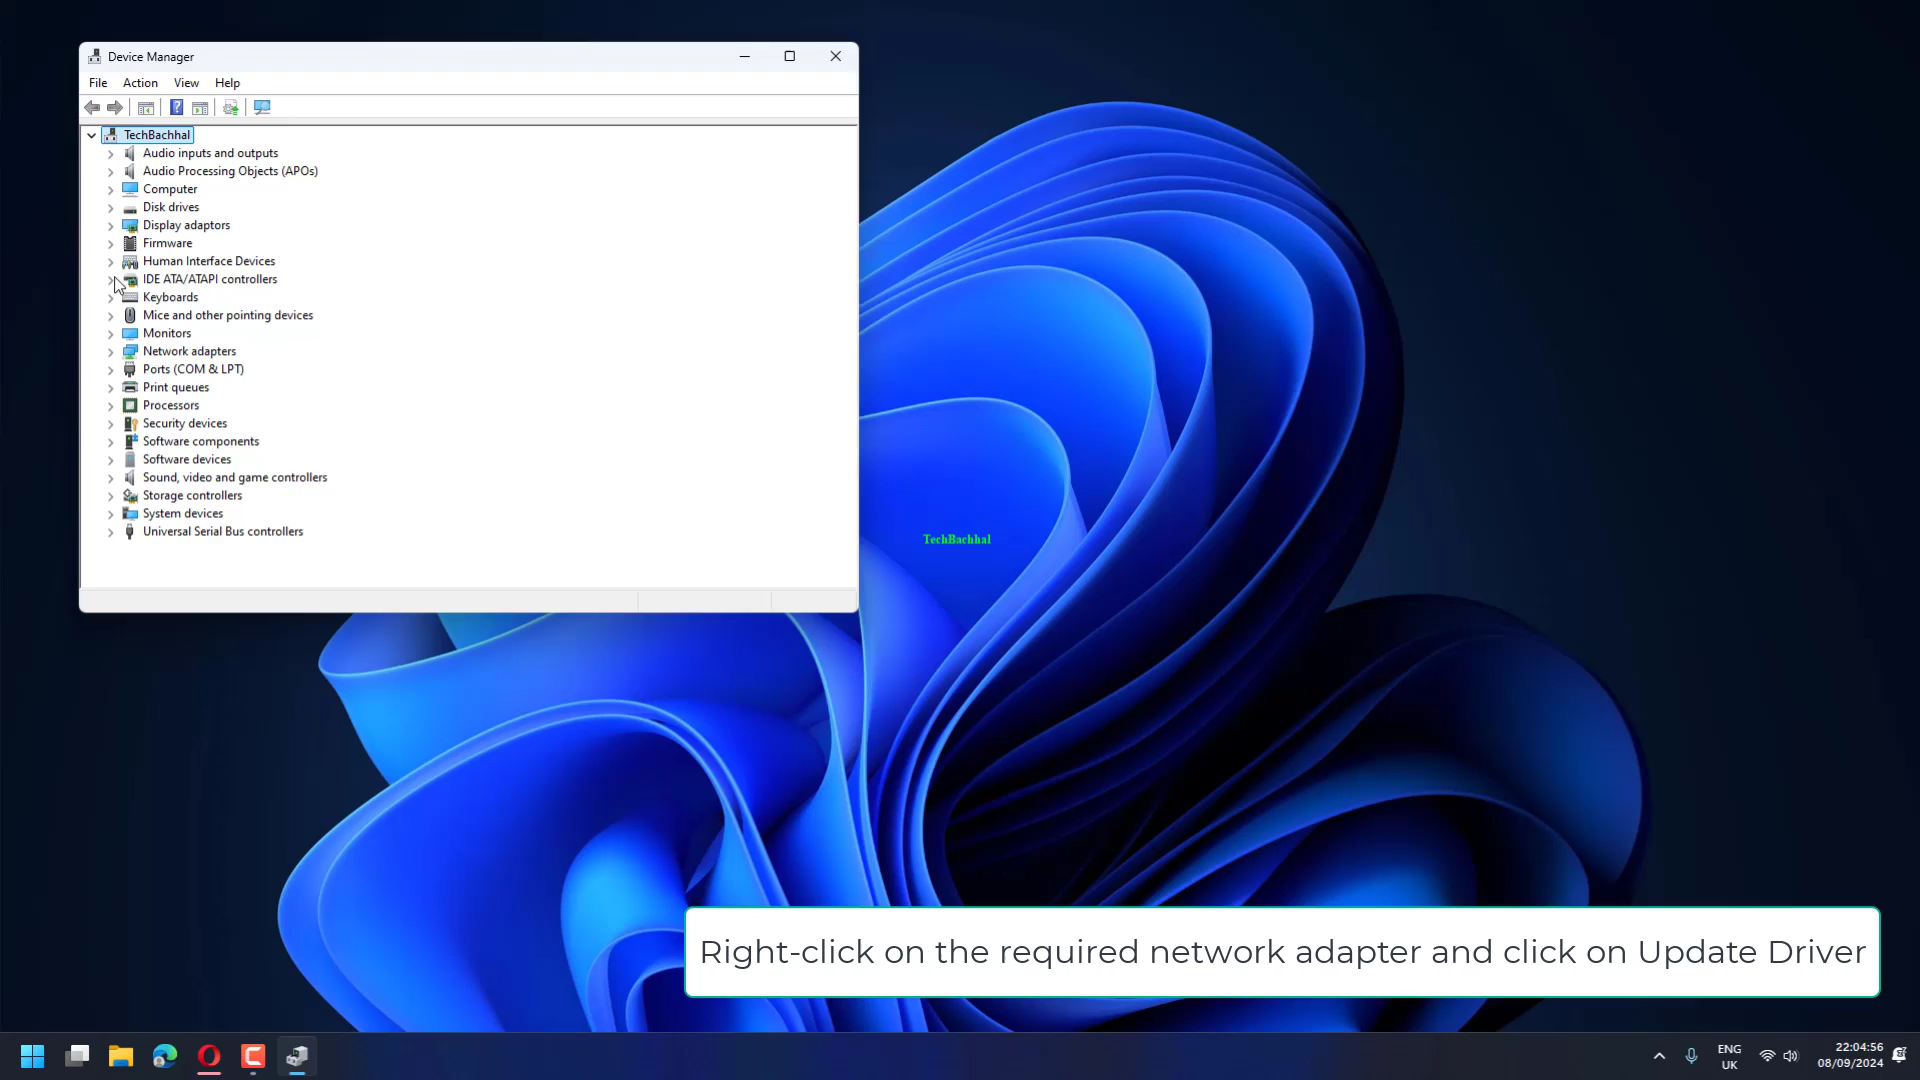 Device Manager
File Action View Help
TechBachhal
Audio inputs and outputs
Audio Processing Objects (APOs)
Computer
Disk drives
Display adaptors
Firmware
Human Interface Devices
IDE ATA/ATAPI controllers
Keyboards
Mice and other pointing devices
Monitors
Network adapters
Ports (COM & LPT)
Print queues
Processors
Security devices
Software components
Software devices
Sound, video and game controllers
Storage controllers
System devices
Universal Serial Bus controllers
TechBachhal
Right-click on the required network adapter and click on Update Driver
ENG
UK
22:04:56
08/09/2024